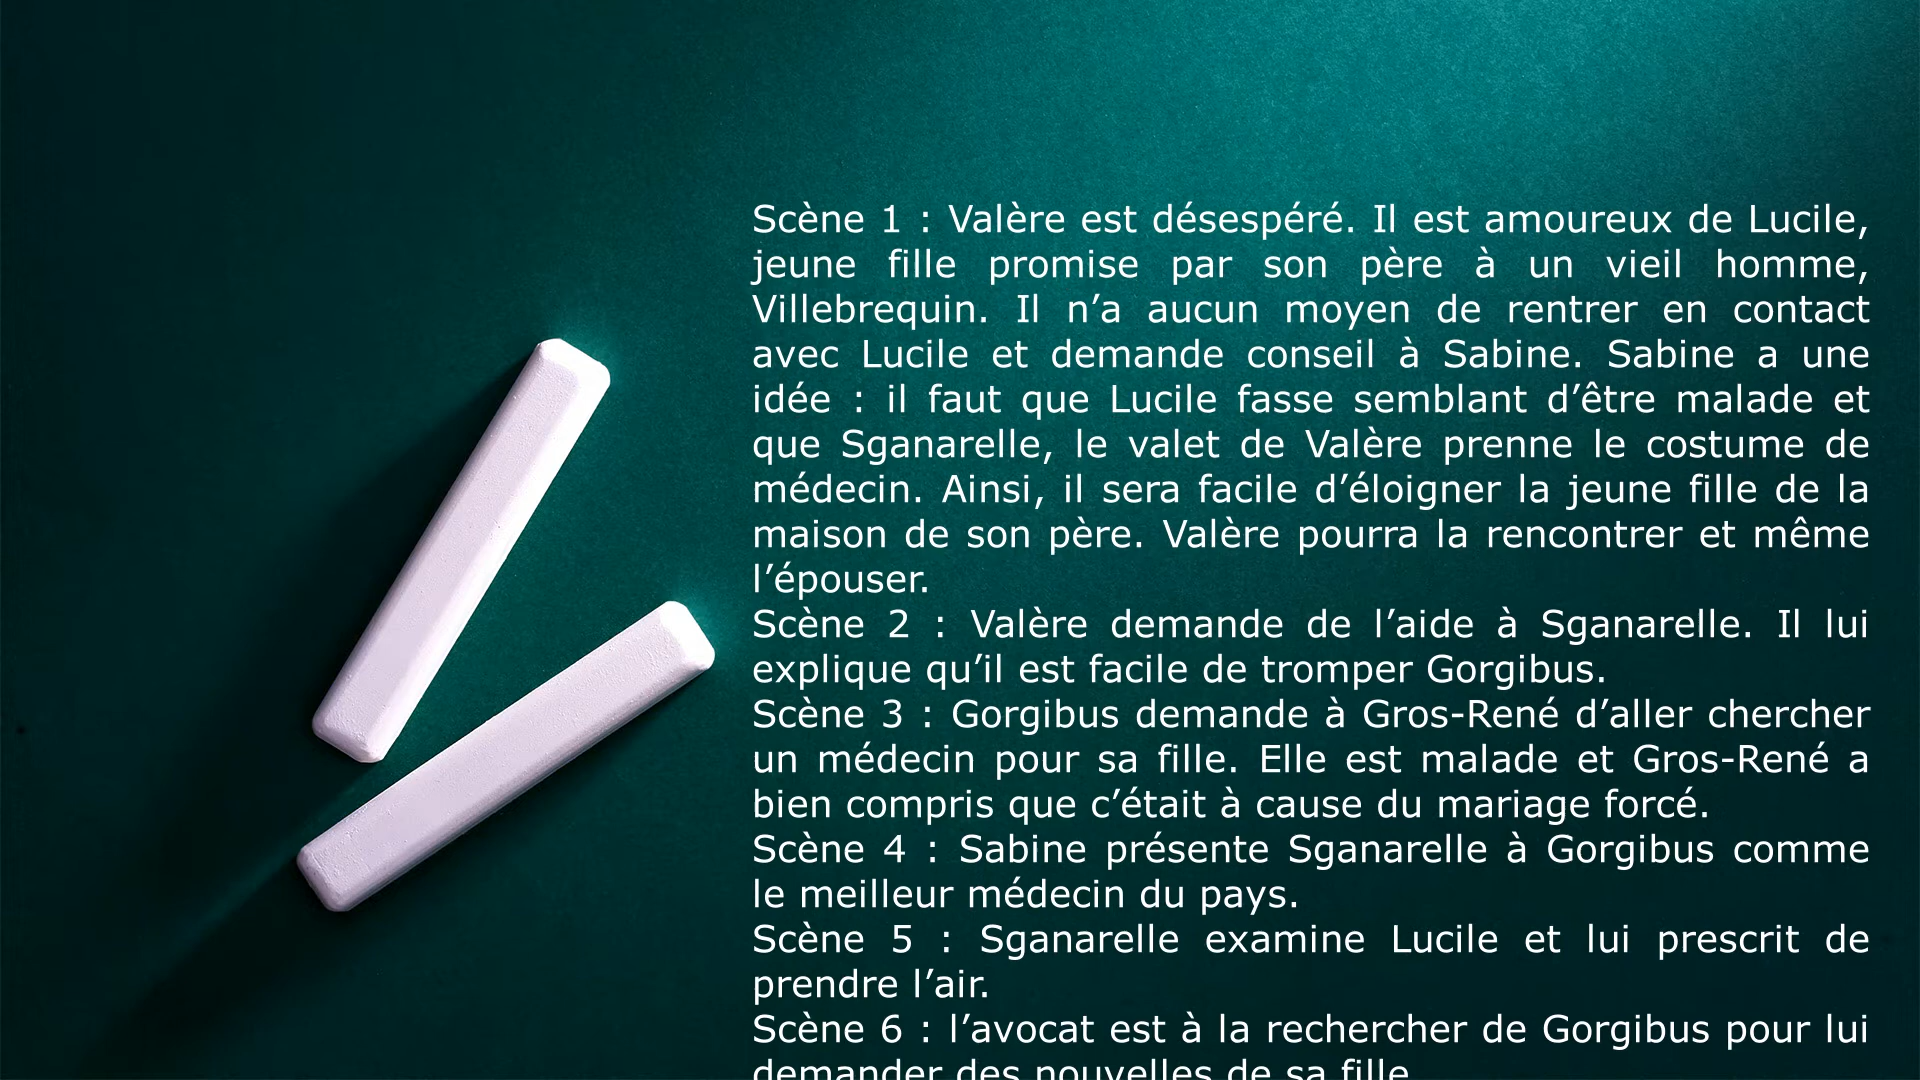 Scène 1 : Valère est désespéré. Il est amoureux de Lucile,
jeune fille promise par son père à un vieil homme,
Villebrequin. Il n’a aucun moyen de rentrer en contact
avec Lucile et demande conseil à Sabine. Sabine a une
idée : il faut que Lucile fasse semblant d’être malade et
que Sganarelle, le valet de Valère prenne le costume de
médecin. Ainsi, il sera facile d’éloigner la jeune fille de la
maison de son père. Valère pourra la rencontrer et même
l’épouser.
Scène 2 : Valère demande de l’aide à Sganarelle. Il lui
explique qu’il est facile de tromper Gorgibus.
Scène 3 : Gorgibus demande à Gros-René d’aller chercher
un médecin pour sa fille. Elle est malade et Gros-René a
bien compris que c’était à cause du mariage forcé.
Scène 4 : Sabine présente Sganarelle à Gorgibus comme
le meilleur médecin du pays.
Scène 5 : Sganarelle examine Lucile et lui prescrit de
prendre l’air.
Scène 6 : l’avocat est à la rechercher de Gorgibus pour lui
demander des nouvelles de sa fille